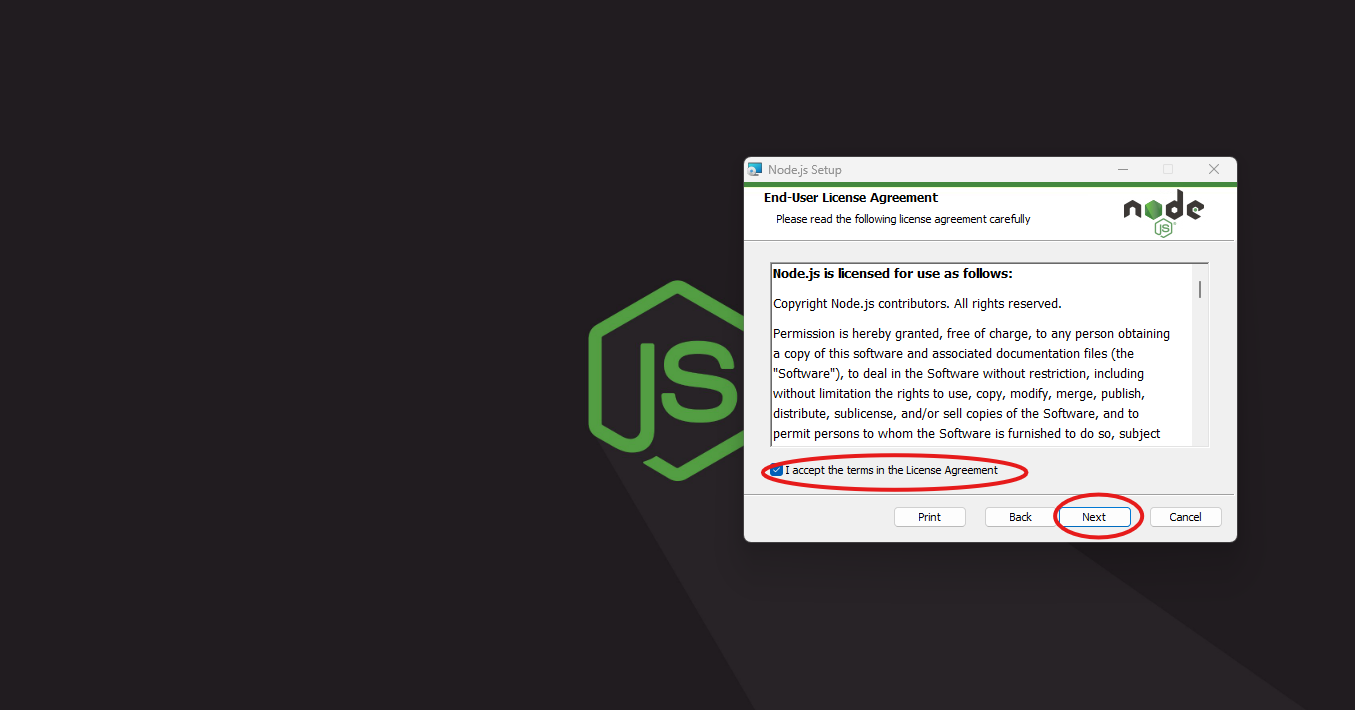 Node.js Setup
End-User License Agreement
Please read the following license agreement carefully
node
JS
Node.js is licensed for use as follows:
Copyright Node.js contributors. All rights reserved.
Permission is hereby granted, free of charge, to any person obtaining
a copy of this software and associated documentation files (the
"Software"), to deal in the Software without restriction, including
without limitation the rights to use, copy, modify, merge, publish,
distribute, sublicense, and/or sell copies of the Software, and to
permit persons to whom the Software is furnished to do so, subject
JS
I accept the terms in the License Agreement
Print Back Next Cancel